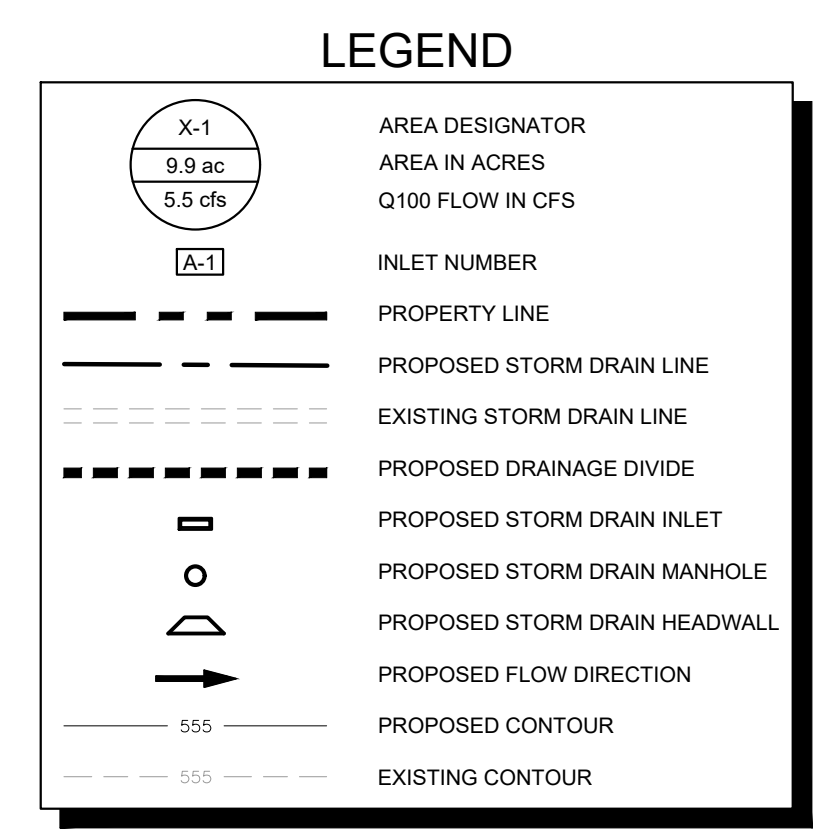 LEGEND
X-1 AREA DESIGNATOR
9.9 ac AREA IN ACRES
5.5 cfs Q100 FLOW IN CFS
A-1 INLET NUMBER
PROPERTY LINE
PROPOSED STORM DRAIN LINE
EXISTING STORM DRAIN LINE
PROPOSED DRAINAGE DIVIDE
PROPOSED STORM DRAIN INLET
PROPOSED STORM DRAIN MANHOLE
PROPOSED STORM DRAIN HEADWALL
PROPOSED FLOW DIRECTION
555 PROPOSED CONTOUR
555 EXISTING CONTOUR